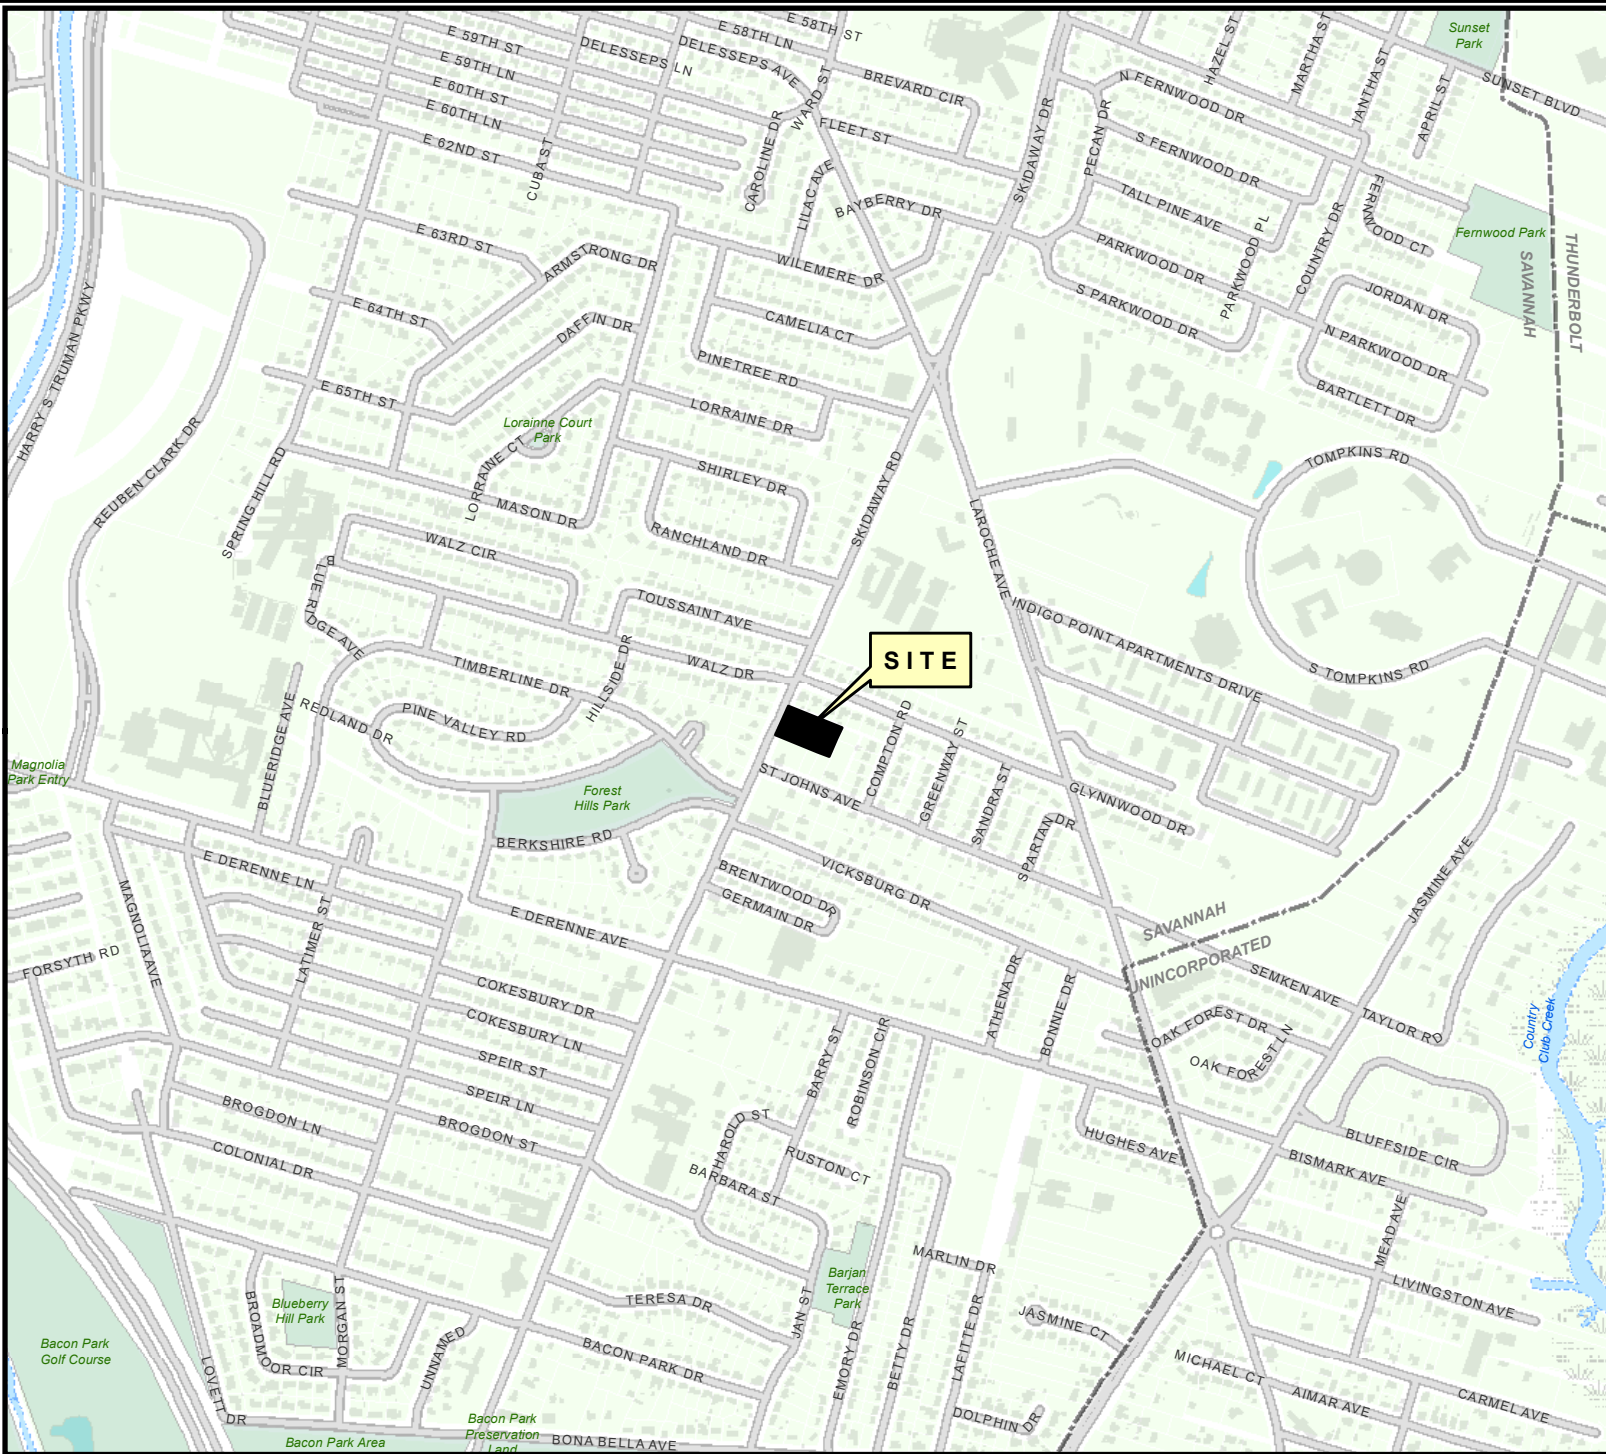 E 58TH ST
E 58TH LN
E 59TH ST
DELESSEPS LN
DELESSEPS AVE
E 59TH LN
E 60TH ST
E 60TH LN
E 62ND ST
CUBA ST
CAROLINE DR
WARD ST
BREVARD CIR
FLEET ST
LILAC AVE
BAYBERRY DR
SKIDAWAY DR
PECAN DR
N FERNWOOD DR
S FERNWOOD DR
HAZEL ST
MARTHA ST
IANTHA ST
APRIL ST
Sunset
Park
SUNSET BLVD
TALL PINE AVE
PARKWOOD DR
PARKWOOD PL
COUNTRY DR
FERNWOOD CT
Fernwood Park
SAVANNAH
THUNDERBOLT
S PARKWOOD DR
JORDAN DR
N PARKWOOD DR
BARTLETT DR
E 63RD ST
ARMSTRONG DR
WILEMERE DR
E 64TH ST
DAFFIN DR
CAMELIA CT
PINETREE RD
HARRY S TRUMAN PKWY
REUBEN CLARK DR
E 65TH ST
Lorainne Court
Park
LORRAINE DR
LORRAINE CT
SHIRLEY DR
SPRING HILL RD
MASON DR
RANCHLAND DR
SKIDAWAY RD
LAROCHE AVE
TOMPKINS RD
WALZ CIR
BLUE RIDGE AVE
TOUSSAINT AVE
INDIGO POINT APARTMENTS DRIVE
S TOMPKINS RD
SITE
WALZ DR
TIMBERLINE DR
HILLSIDE DR
REDLAND DR
PINE VALLEY RD
BLUERIDGE AVE
Magnolia
Park Entry
Forest
Hills Park
ST JOHNS AVE
COMPTON RD
GREENWAY ST
SANDRA ST
SPARTAN DR
GLYNNWOOD DR
BERKSHIRE RD
E DERENNE LN
BRENTWOOD DR
GERMAIN DR
VICKSBURG DR
JASMINE AVE
MAGNOLIA AVE
LATIMER ST
E DERENNE AVE
SAVANNAH
UNINCORPORATED
FORSYTH RD
COKESBURY DR
COKESBURY LN
ATHENA DR
BONNIE DR
SEMKEN AVE
TAYLOR RD
OAK FOREST DR
OAK FOREST LN
Country
Club Creek
SPEIR ST
SPEIR LN
BARRY ST
ROBINSON CIR
BROGDON LN
BROGDON ST
HAROLD ST
COLONIAL DR
RUSTON CT
BARBARA ST
HUGHES AVE
BLUFFSIDE CIR
BISMARK AVE
MEAD AVE
MARLIN DR
Barjan
Terrace
Park
LIVINGSTON AVE
Blueberry
Hill Park
BROADMOOR CIR
MORGAN ST
TERESA DR
JAN ST
JASMINE CT
Bacon Park
Golf Course
LOVETT DR
UNNAMED
BACON PARK DR
EMORY DR
BETTY DR
LAFITTE DR
MICHAEL CT
AIMAR AVE
CARMEL AVE
DOLPHIN DR
Bacon Park Area
Bacon Park
Preservation
Land
BONA BELLA AVE